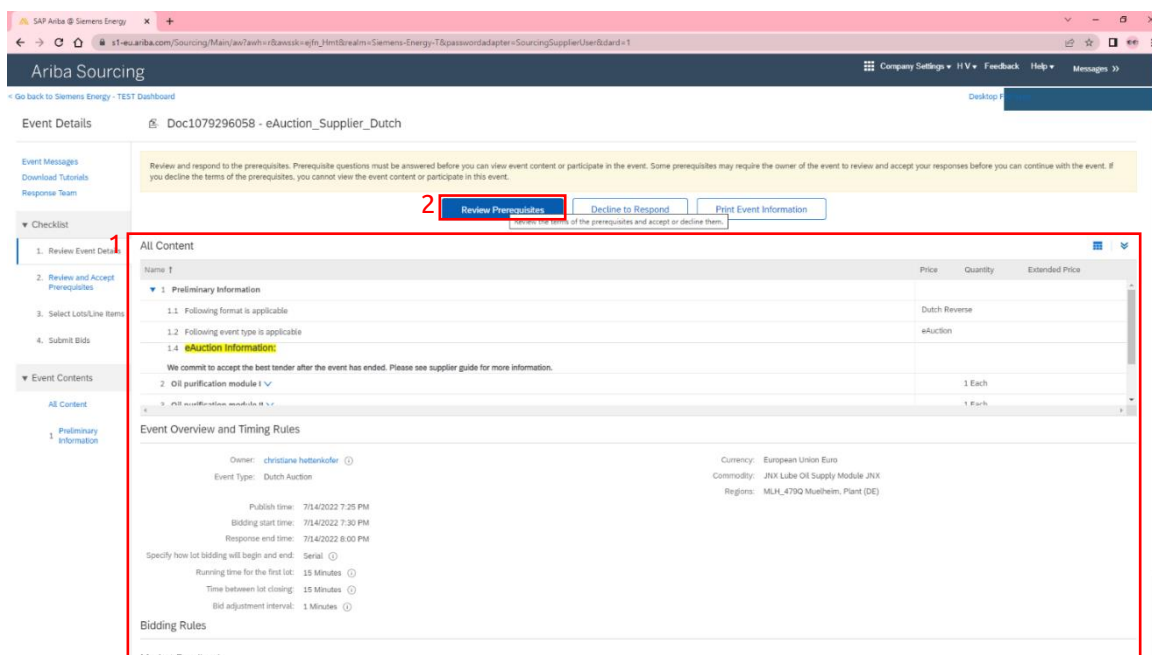 SAP Ariba @ Siemens Energy
s1-eu.ariba.com/Sourcing/Main/aw?awh=r&awssk=ejfn_Hmt&realm=Siemens-Energy-T&passwordadapter=SourcingSupplierUser&dard=1
Ariba Sourcing
Company Settings H V Feedback Help Messages >>
< Go back to Siemens Energy - TEST Dashboard
Desktop F
Event Details
Doc1079296058 - eAuction_Supplier_Dutch
Event Messages
Download Tutorials
Response Team
Review and respond to the prerequisites. Prerequisite questions must be answered before you can view event content or participate in the event. Some prerequisites may require the owner of the event to review and accept your responses before you can continue with the event. If
you decline the terms of the prerequisites, you cannot view the event content or participate in this event.
2
Review Prerequisites
Decline to Respond
Print Event Information
Review the terms of the prerequisites and accept or decline them.
Checklist
1. Review Event Details
2. Review and Accept
Prerequisites
3. Select Lots/Line Items
4. Submit Bids
Event Contents
All Content
1 Preliminary
Information
1
All Content
Name ↑ Price Quantity Extended Price
1 Preliminary Information
1.1 Following format is applicable Dutch Reverse
1.2 Following event type is applicable eAuction
1.4 eAuction Information:
We commit to accept the best tender after the event has ended. Please see supplier guide for more information.
2 Oil purification module I 1 Each
3 Oil purification module II 1 Each
Event Overview and Timing Rules
Owner: christiane hettenkofer
Event Type: Dutch Auction
Currency: European Union Euro
Commodity: JNX Lube Oil Supply Module JNX
Regions: MLH_479Q Muelheim, Plant (DE)
Publish time: 7/14/2022 7:25 PM
Bidding start time: 7/14/2022 7:30 PM
Response end time: 7/14/2022 8:00 PM
Specify how lot bidding will begin and end: Serial
Running time for the first lot: 15 Minutes
Time between lot closing: 15 Minutes
Bid adjustment interval: 1 Minutes
Bidding Rules